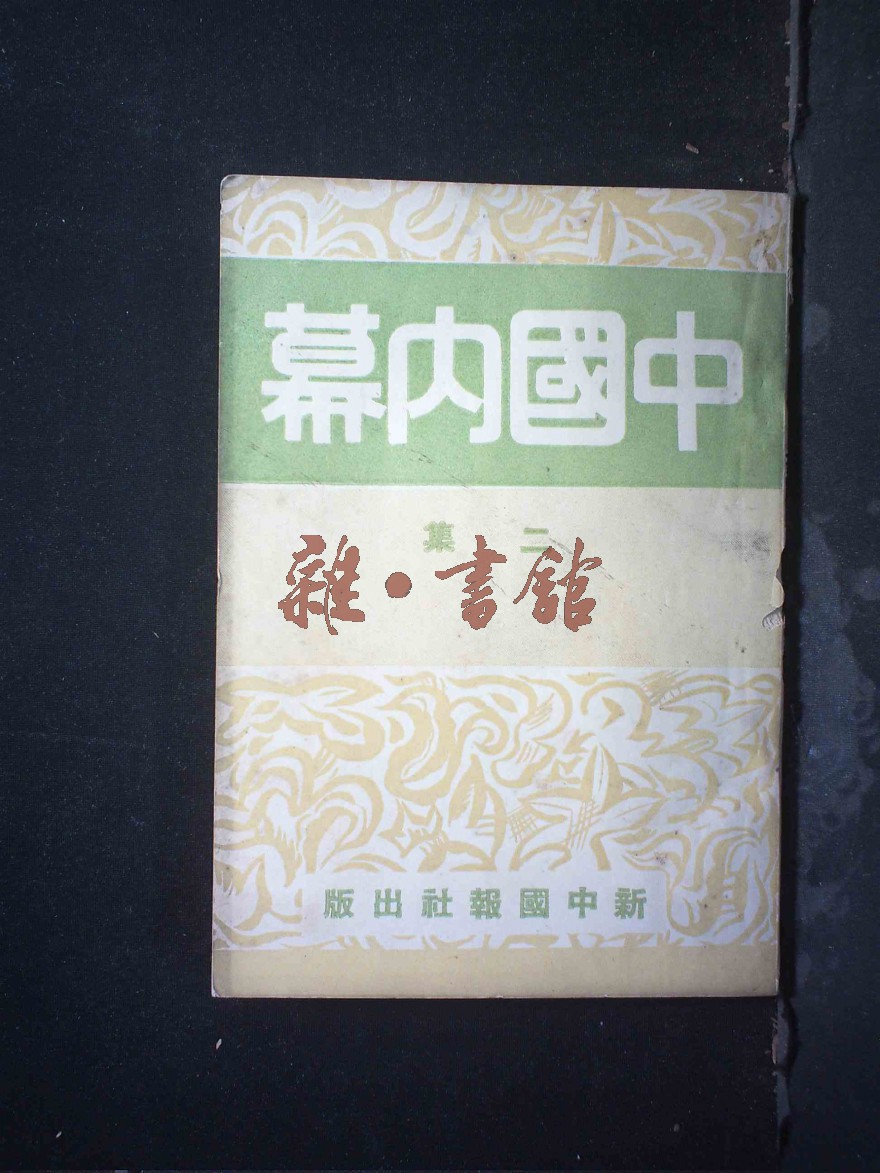 中國內幕
二集
雜·書館
新中國報社出版